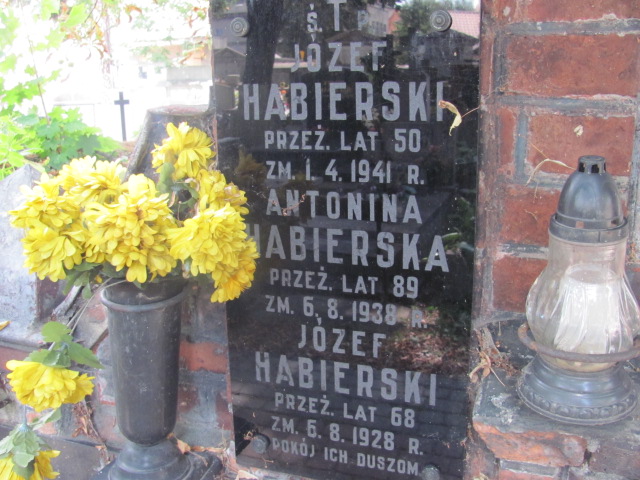 Ś T P
JÓZEF
HABIERSKI
PRZEŻ. LAT 50
ZM. 1. 4. 1941 R.
ANTONINA
HABIERSKA
PRZEŻ. LAT 89
ZM. 6. 8. 1938 R.
JÓZEF
HABIERSKI
PRZEŻ. LAT 68
ZM. 6. 8. 1928 R.
POKÓJ ICH DUSZOM